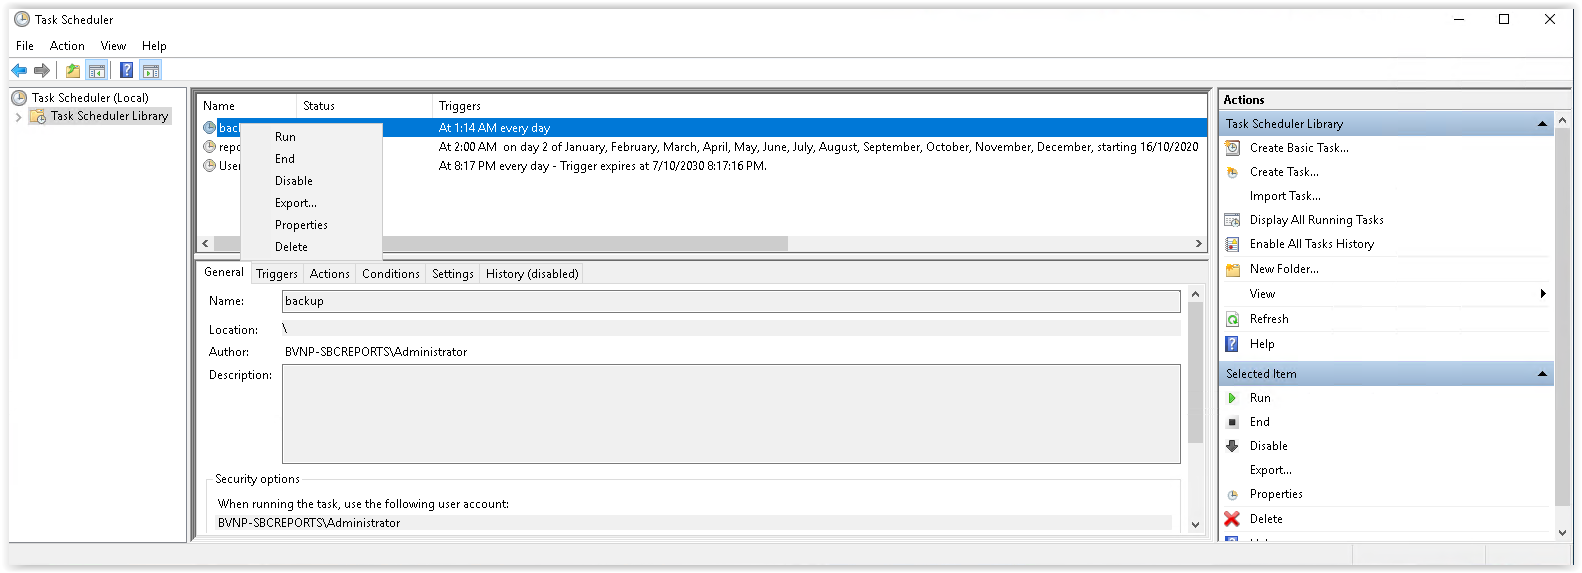 Task Scheduler
File Action View Help
Task Scheduler (Local)
Task Scheduler Library
Name Status Triggers
At 1:14 AM every day
At 2:00 AM on day 2 of January, February, March, April, May, June, July, August, September, October, November, December, starting 16/10/2020
User At 8:17 PM every day - Trigger expires at 7/10/2030 8:17:16 PM.
Run
End
Disable
Export...
Properties
Delete
General Triggers Actions Conditions Settings History (disabled)
Name: backup
Location: \
Author: BVNP-SBCREPORTS\Administrator
Description:
Security options
When running the task, use the following user account:
BVNP-SBCREPORTS\Administrator
Actions
Task Scheduler Library
Create Basic Task...
Create Task...
Import Task...
Display All Running Tasks
Enable All Tasks History
New Folder...
View
Refresh
Help
Selected Item
Run
End
Disable
Export...
Properties
Delete